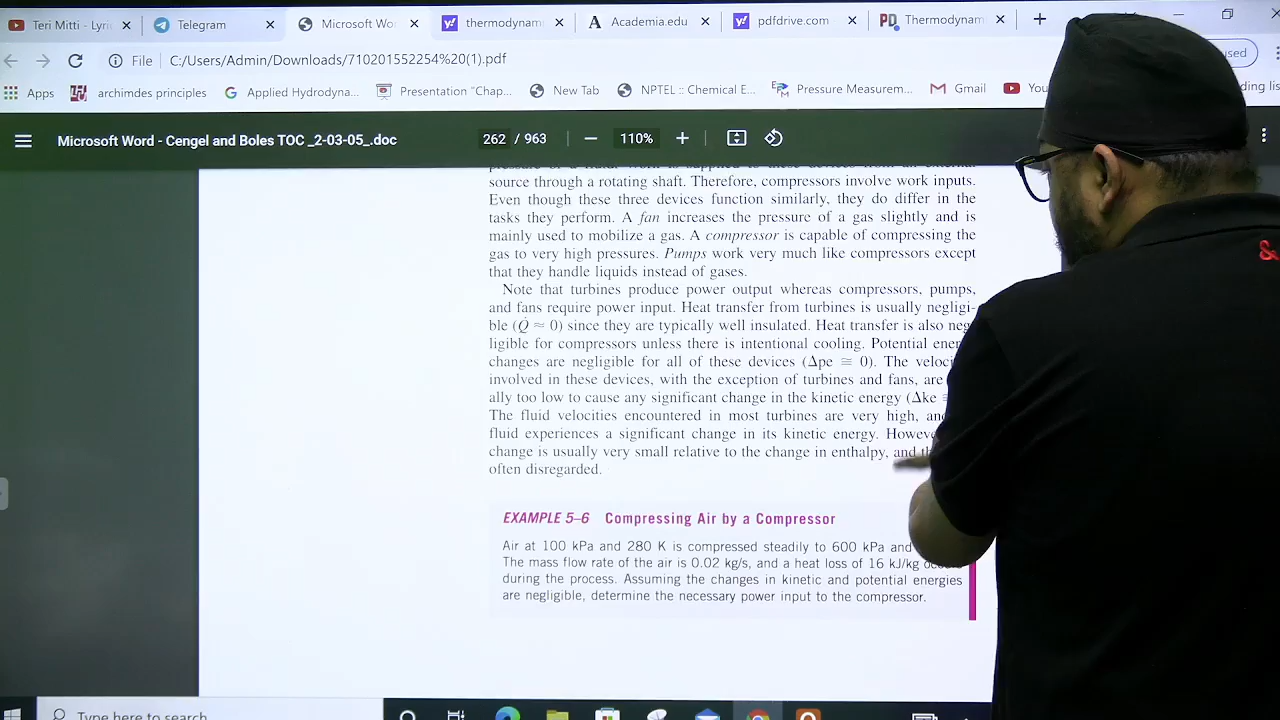 Teri Mitti - Lyri
Telegram
Microsoft Wo
thermodynam
Academia.edu
pdfdrive.com
Thermodynam
File C:/Users/Admin/Downloads/710201552254%20(1).pdf
Apps
archimdes principles
Applied Hydrodyna...
Presentation "Chap...
New Tab
NPTEL :: Chemical E...
Pressure Measurem...
Gmail
Microsoft Word - Cengel and Boles TOC _2-03-05_.doc
262 / 963
110%
source through a rotating shaft. Therefore, compressors involve work inputs.
Even though these three devices function similarly, they do differ in the
tasks they perform. A fan increases the pressure of a gas slightly and is
mainly used to mobilize a gas. A compressor is capable of compressing the
gas to very high pressures. Pumps work very much like compressors except
that they handle liquids instead of gases.
Note that turbines produce power output whereas compressors, pumps,
and fans require power input. Heat transfer from turbines is usually negligi-
ble (Q̇ ≈ 0) since they are typically well insulated. Heat transfer is also neg
ligible for compressors unless there is intentional cooling. Potential ener
changes are negligible for all of these devices (Δpe ≅ 0). The veloci
involved in these devices, with the exception of turbines and fans, are
ally too low to cause any significant change in the kinetic energy (Δke ≅
The fluid velocities encountered in most turbines are very high, and
fluid experiences a significant change in its kinetic energy. Howeve
change is usually very small relative to the change in enthalpy, and
often disregarded.
EXAMPLE 5–6 Compressing Air by a Compressor
Air at 100 kPa and 280 K is compressed steadily to 600 kPa and
The mass flow rate of the air is 0.02 kg/s, and a heat loss of 16 kJ/kg
during the process. Assuming the changes in kinetic and potential energies
are negligible, determine the necessary power input to the compressor.
Type here to search
&